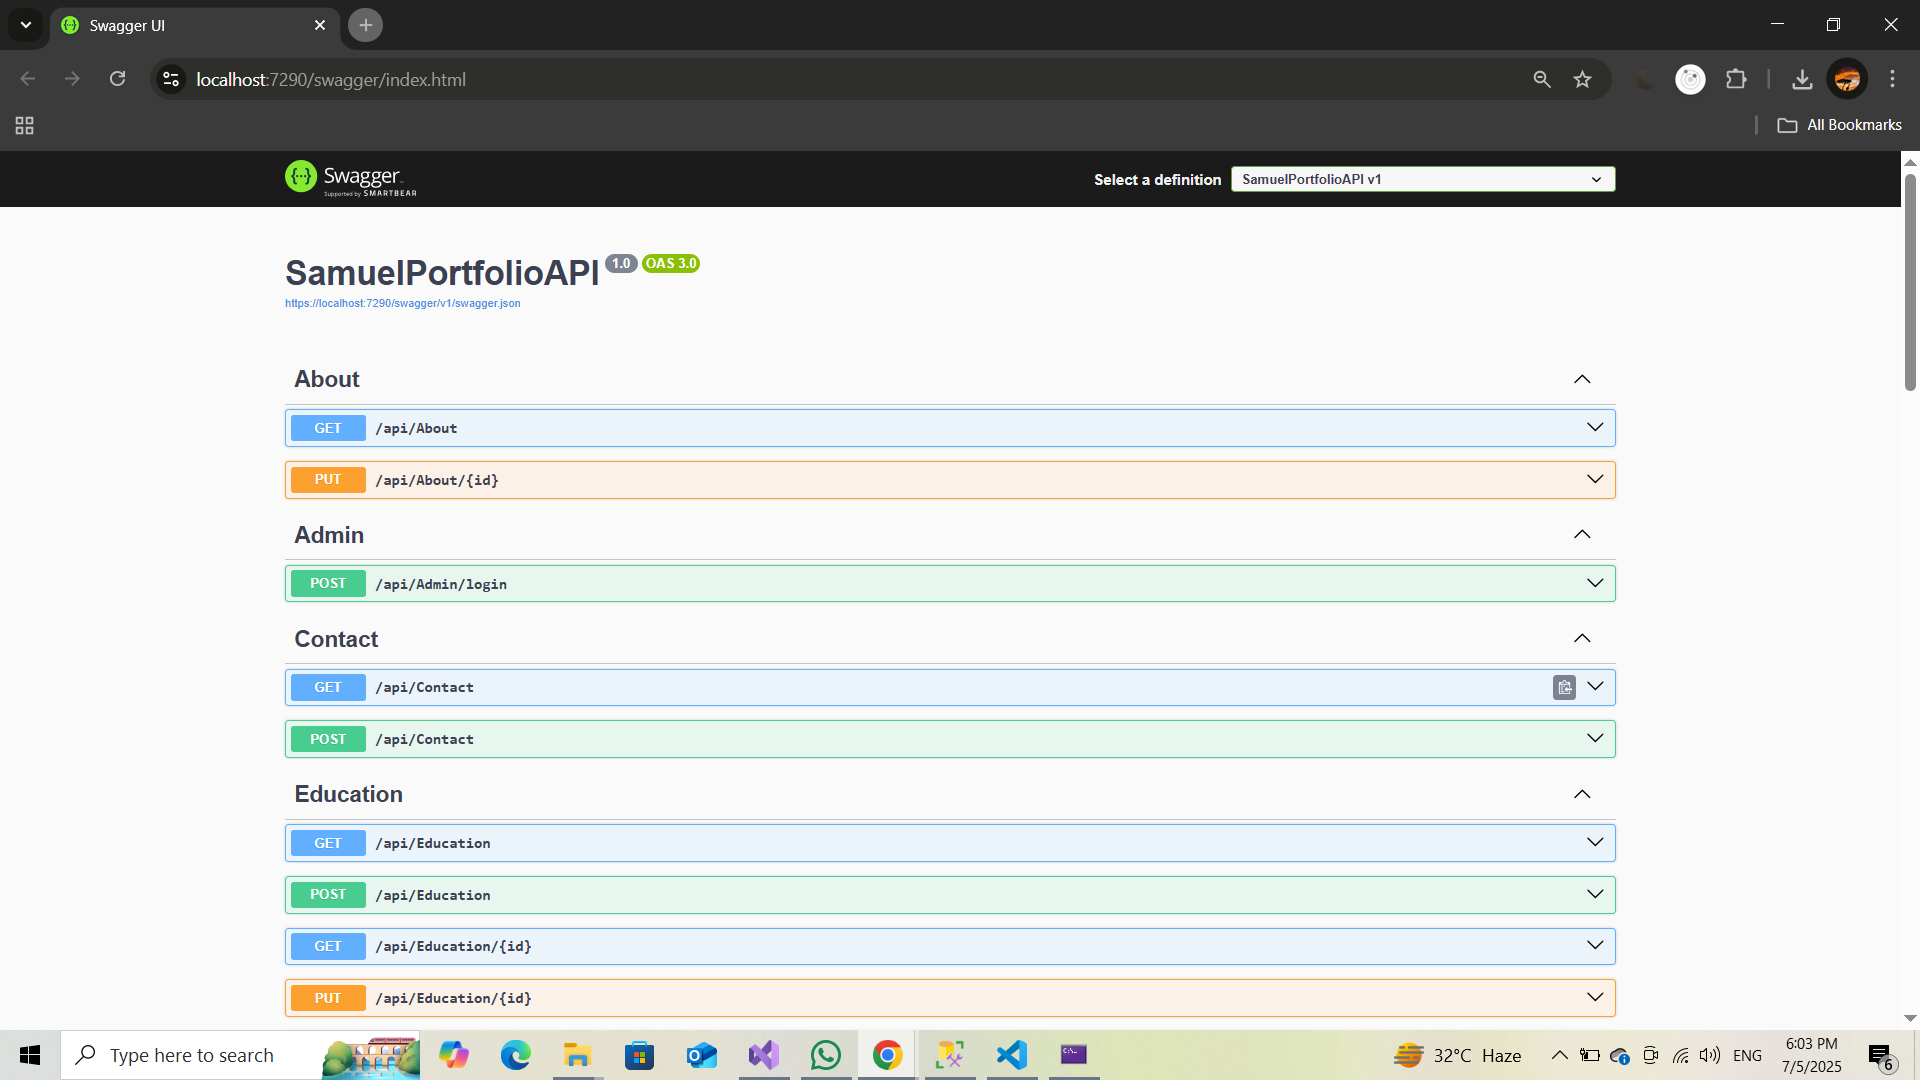 Swagger UI
localhost:7290/swagger/index.html
All Bookmarks
Swagger
Supported by SMARTBEAR
Select a definition
SamuelPortfolioAPI v1
SamuelPortfolioAPI 1.0 OAS 3.0
https://localhost:7290/swagger/v1/swagger.json
About
GET /api/About
PUT /api/About/{id}
Admin
POST /api/Admin/login
Contact
GET /api/Contact
POST /api/Contact
Education
GET /api/Education
POST /api/Education
GET /api/Education/{id}
PUT /api/Education/{id}
Type here to search
32°C Haze
ENG
6:03 PM
7/5/2025
6